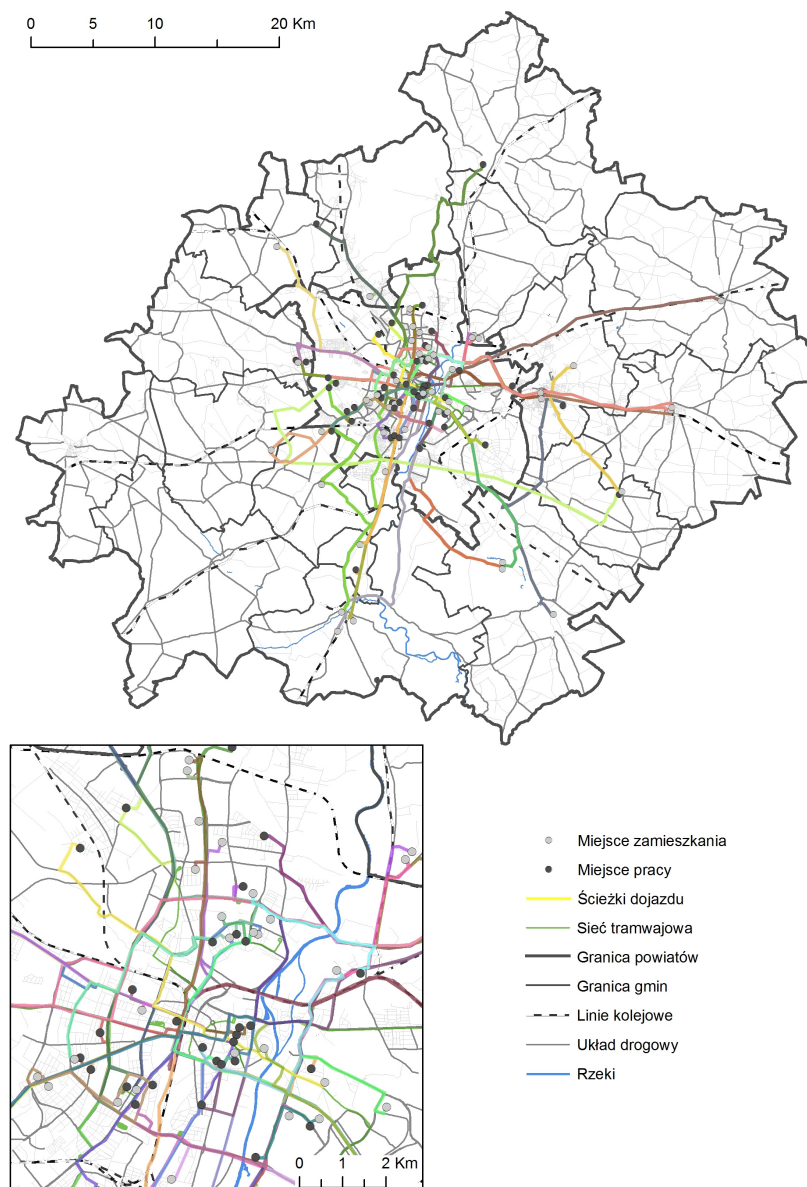 0 5 10 20 Km
Miejsce zamieszkania
Miejsce pracy
Ścieżki dojazdu
Sieć tramwajowa
Granica powiatów
Granica gmin
Linie kolejowe
Układ drogowy
Rzeki
0 1 2 Km